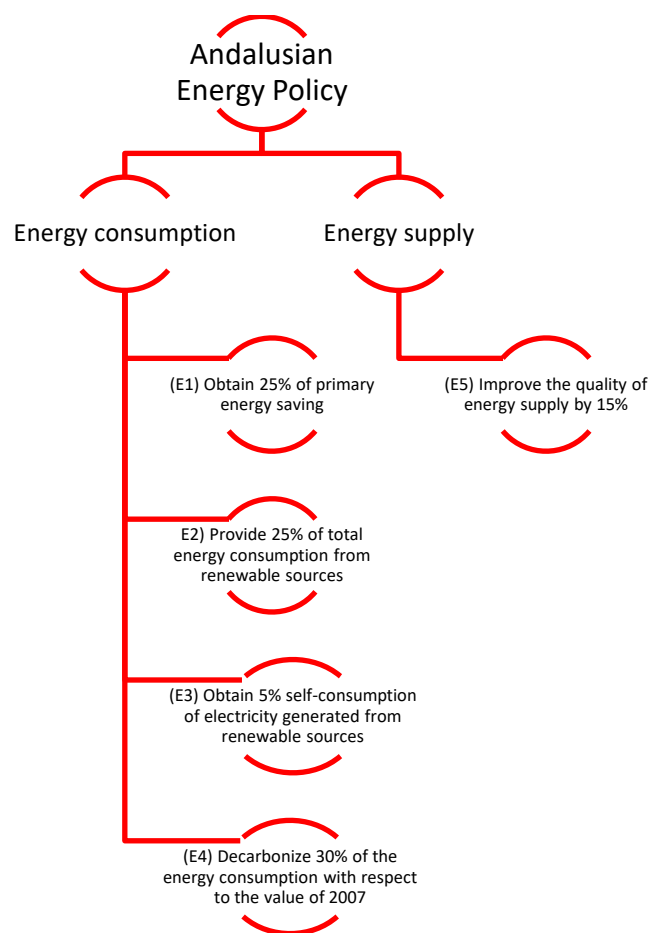 Andalusian
Energy Policy
Energy consumption
Energy supply
(E1) Obtain 25% of primary
energy saving
(E5) Improve the quality of
energy supply by 15%
E2) Provide 25% of total
energy consumption from
renewable sources
(E3) Obtain 5% self-consumption
of electricity generated from
renewable sources
(E4) Decarbonize 30% of the
energy consumption with respect
to the value of 2007